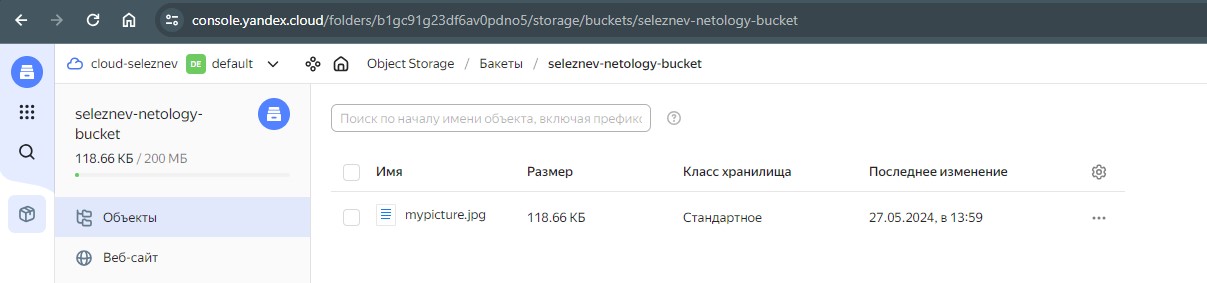 console.yandex.cloud/folders/b1gc91g23df6av0pdno5/storage/buckets/seleznev-netology-bucket
cloud-seleznev DE default Object Storage / Бакеты / seleznev-netology-bucket
seleznev-netology-
bucket
118.66 КБ / 200 МБ
Объекты
Веб-сайт
Поиск по началу имени объекта, включая префикс
Имя Размер Класс хранилища Последнее изменение
mypicture.jpg 118.66 КБ Стандартное 27.05.2024, в 13:59